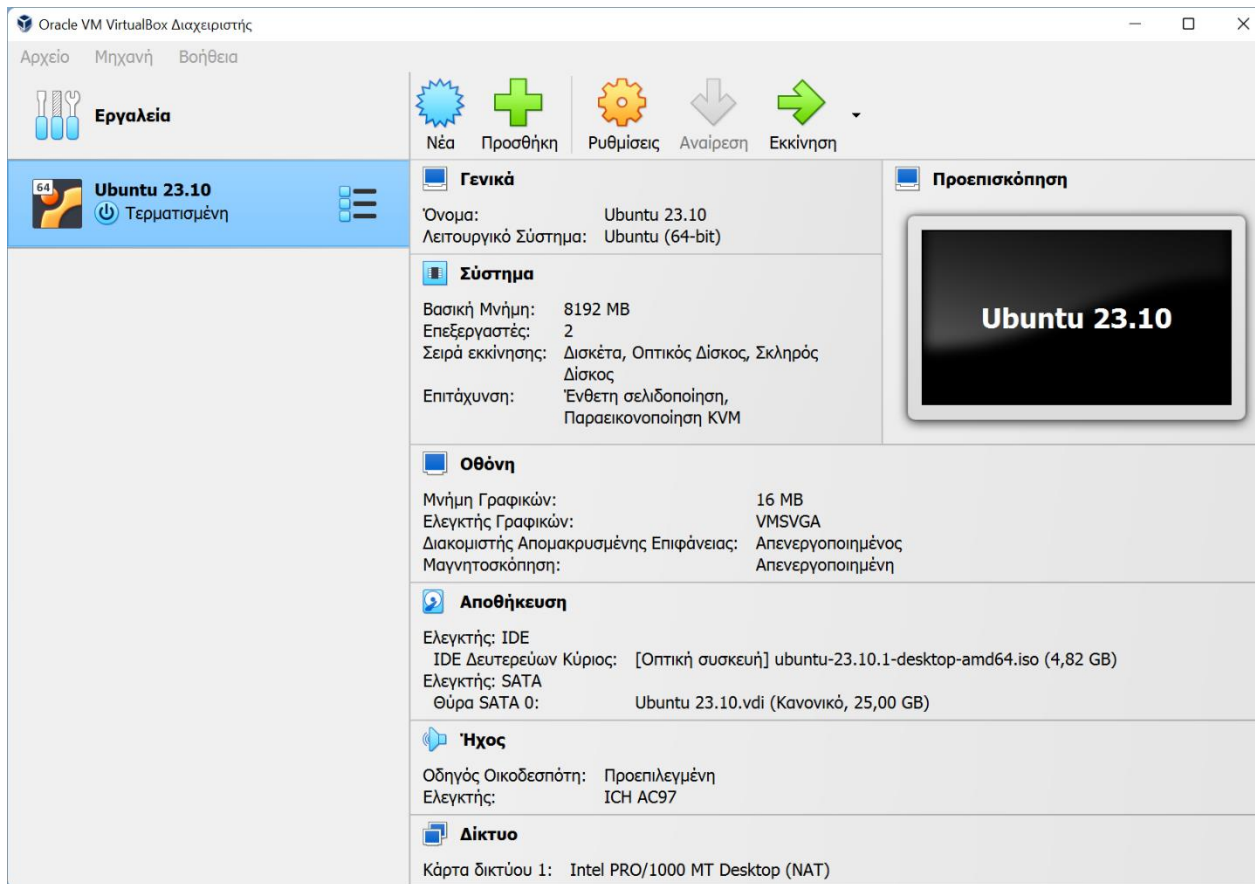 Oracle VM VirtualBox Διαχειριστής
Αρχείο Μηχανή Βοήθεια
Εργαλεία
Νέα Προσθήκη Ρυθμίσεις Αναίρεση Εκκίνηση
64
Ubuntu 23.10
Τερματισμένη
Γενικά
Όνομα: Ubuntu 23.10
Λειτουργικό Σύστημα: Ubuntu (64-bit)
Προεπισκόπηση
Ubuntu 23.10
Σύστημα
Βασική Μνήμη: 8192 MB
Επεξεργαστές: 2
Σειρά εκκίνησης: Δισκέτα, Οπτικός Δίσκος, Σκληρός
Δίσκος
Επιτάχυνση: Ένθετη σελιδοποίηση,
Παραεικονοποίηση KVM
Οθόνη
Μνήμη Γραφικών: 16 MB
Ελεγκτής Γραφικών: VMSVGA
Διακομιστής Απομακρυσμένης Επιφάνειας: Απενεργοποιημένος
Μαγνητοσκόπηση: Απενεργοποιημένη
Αποθήκευση
Ελεγκτής: IDE
IDE Δευτερεύων Κύριος: [Οπτική συσκευή] ubuntu-23.10.1-desktop-amd64.iso (4,82 GB)
Ελεγκτής: SATA
Θύρα SATA 0: Ubuntu 23.10.vdi (Κανονικό, 25,00 GB)
Ήχος
Οδηγός Οικοδεσπότη: Προεπιλεγμένη
Ελεγκτής: ICH AC97
Δίκτυο
Κάρτα δικτύου 1: Intel PRO/1000 MT Desktop (NAT)